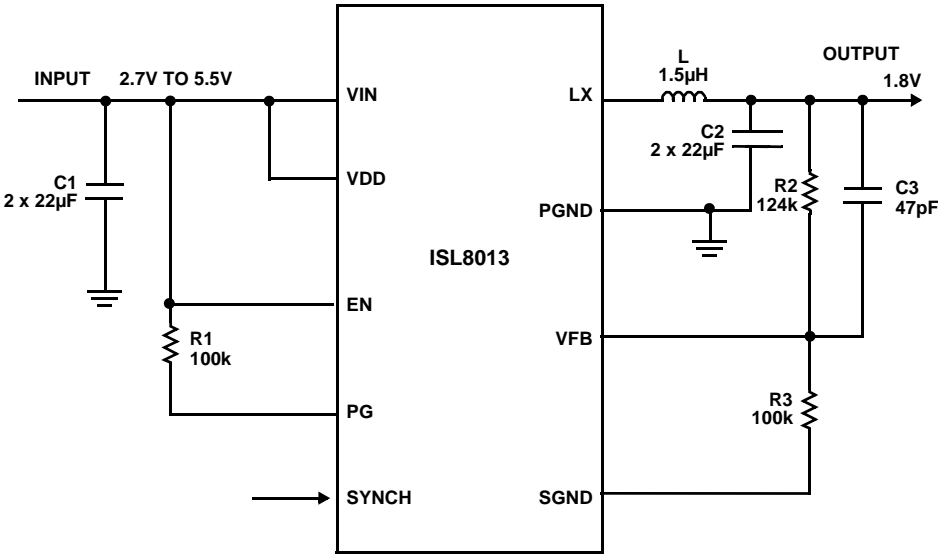 INPUT 2.7V TO 5.5V
OUTPUT
1.8V
L
1.5µH
VIN
LX
C2
2 x 22µF
C1
2 x 22µF
VDD
R2
124k
C3
47pF
PGND
ISL8013
EN
VFB
R1
100k
R3
100k
PG
SYNCH
SGND